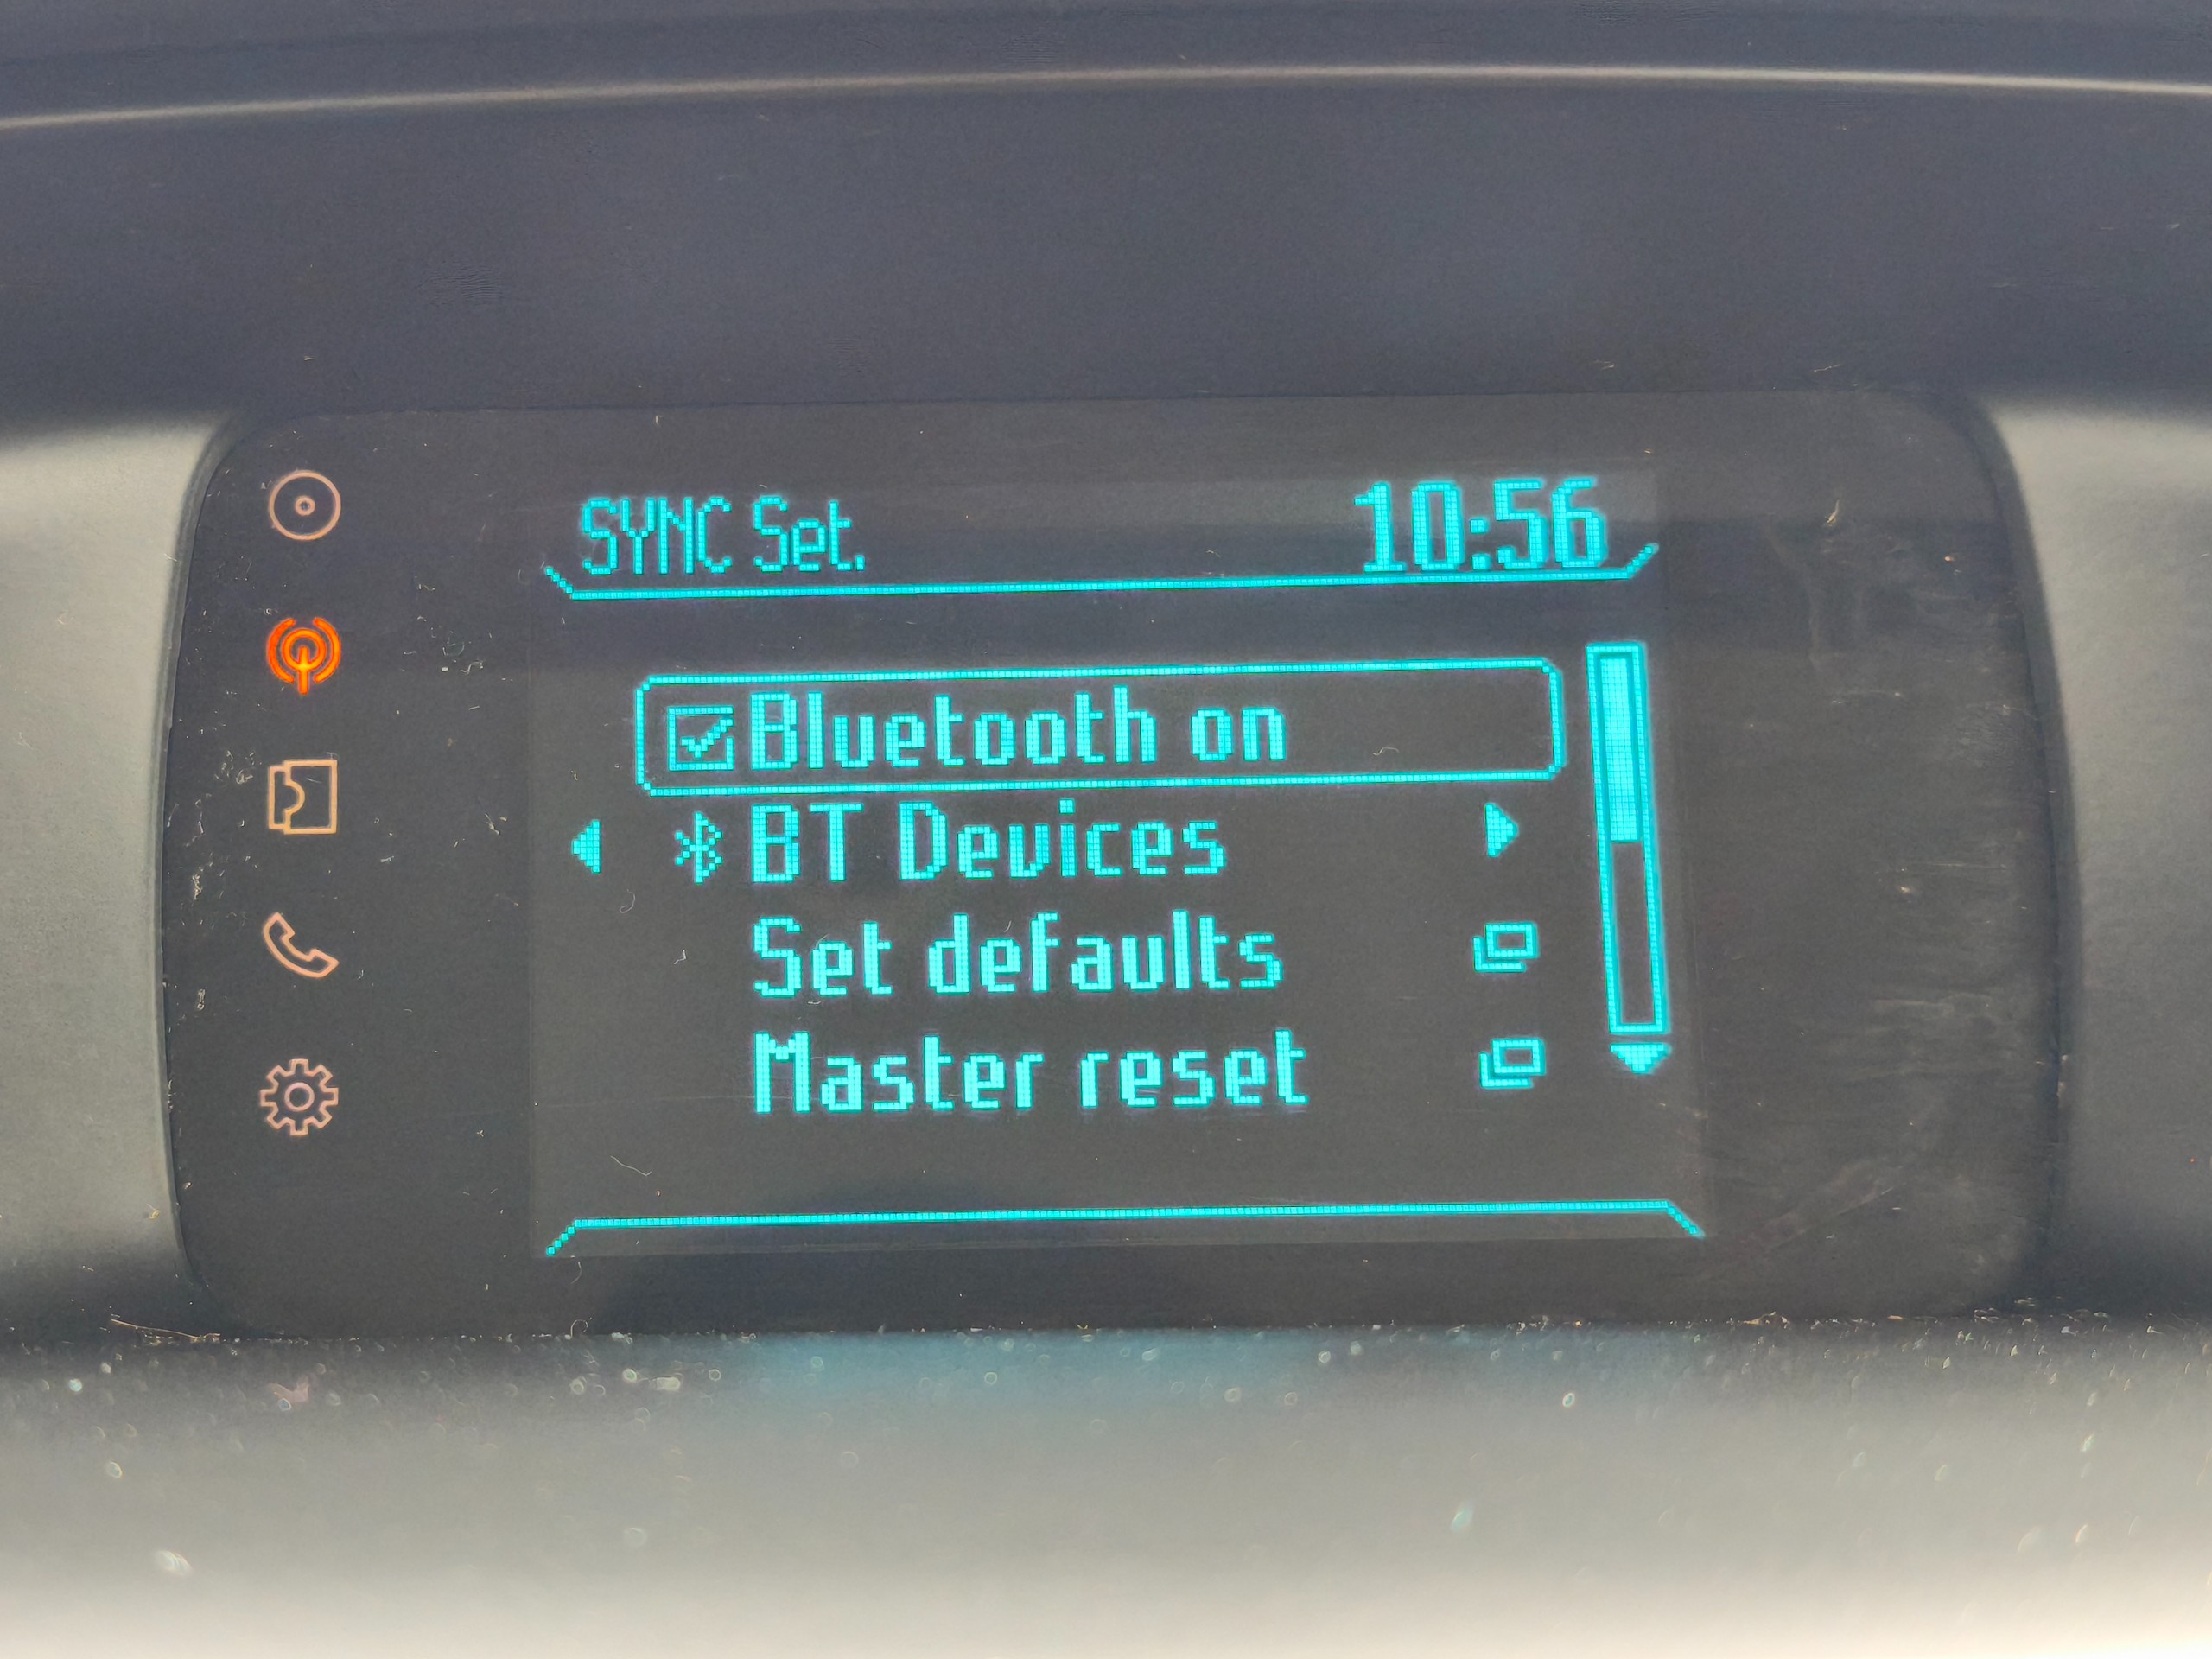 SYNC Set. 10:56
Bluetooth on
BT Devices
Set defaults
Master reset